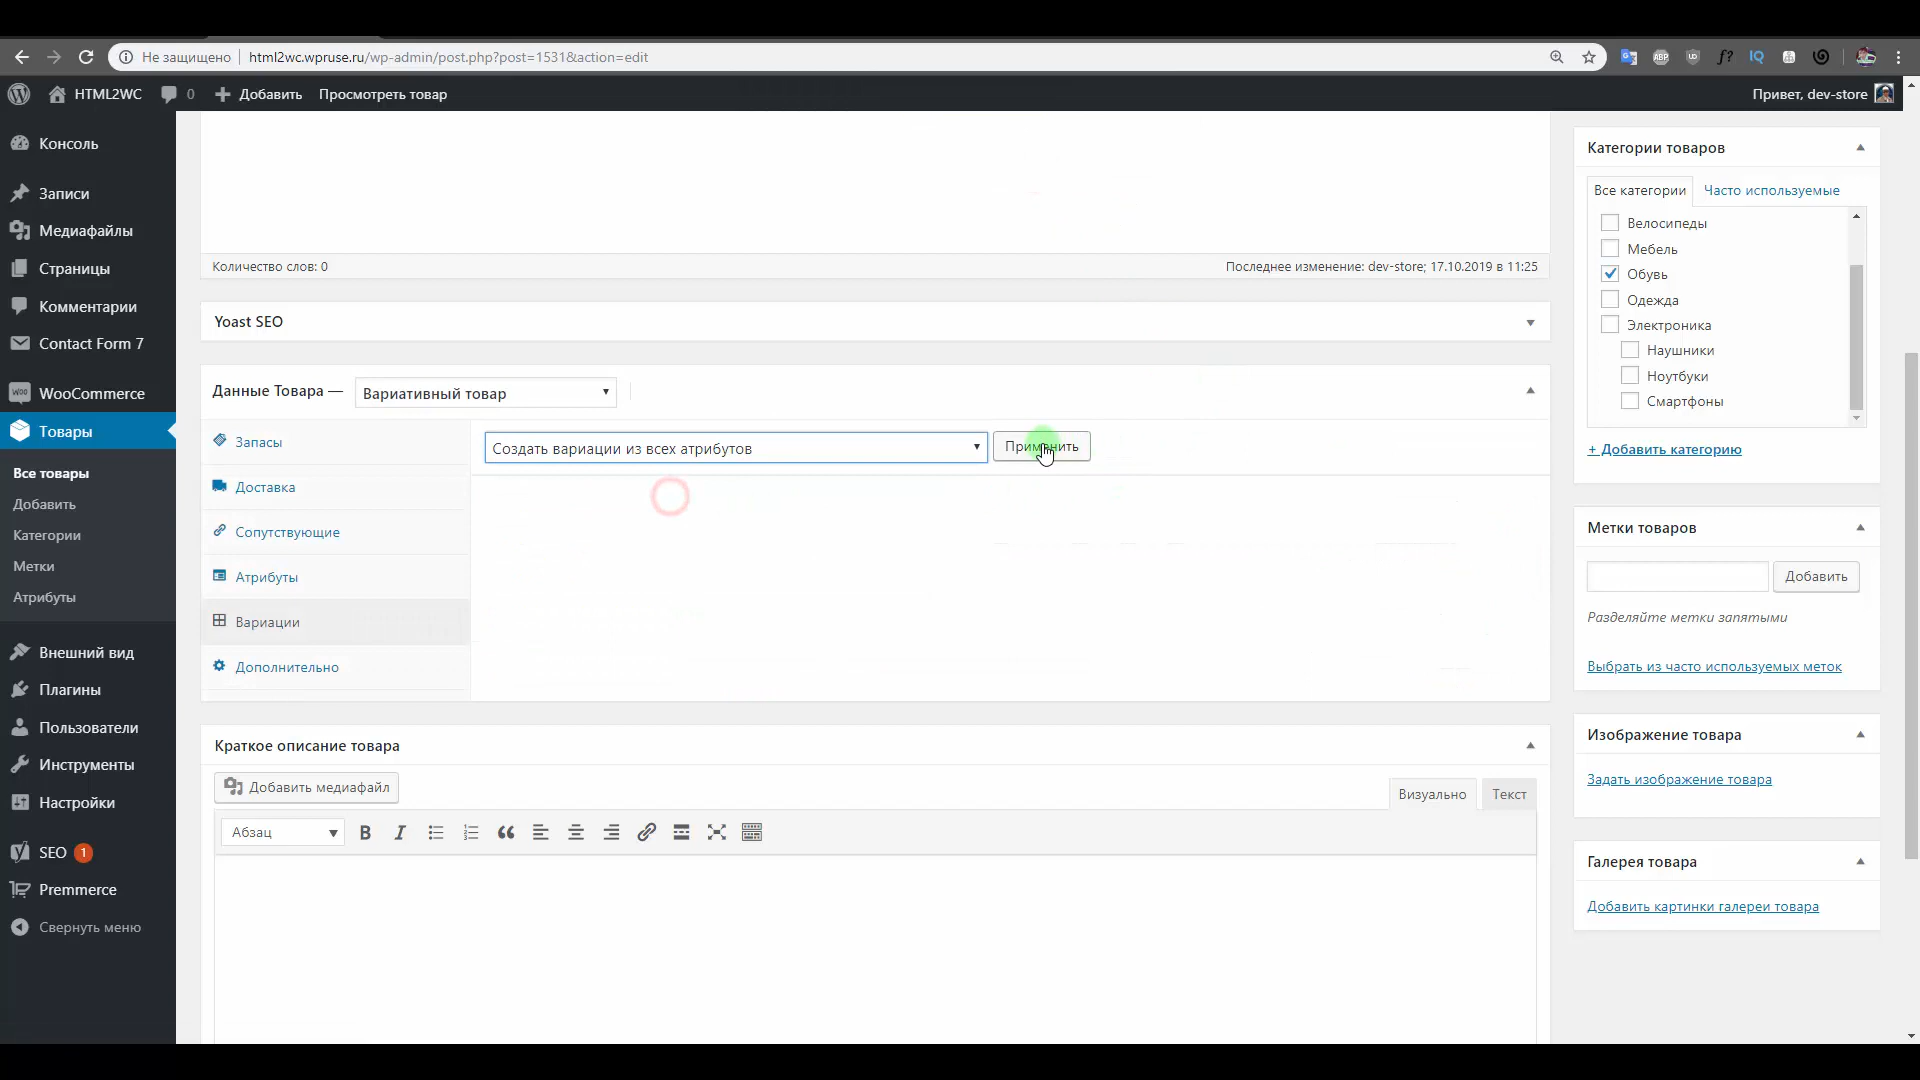 Не защищено
html2wc.wpruse.ru/wp-admin/post.php?post=1531&action=edit
HTML2WC
0
Добавить
Просмотреть товар
Привет, dev-store
Консоль
Записи
Медиафайлы
Страницы
Комментарии
Contact Form 7
WooCommerce
Товары
Все товары
Добавить
Категории
Метки
Атрибуты
Внешний вид
Плагины
Пользователи
Инструменты
Настройки
SEO 1
Premmerce
Свернуть меню
Количество слов: 0
Последнее изменение: dev-store; 17.10.2019 в 11:25
Yoast SEO
Данные Товара —
Вариативный товар
Запасы
Доставка
Сопутствующие
Атрибуты
Вариации
Дополнительно
Создать вариации из всех атрибутов
Применить
Краткое описание товара
Добавить медиафайл
Визуально
Текст
Абзац
Категории товаров
Все категории
Часто используемые
Велосипеды
Мебель
Обувь
Одежда
Электроника
Наушники
Ноутбуки
Смартфоны
+ Добавить категорию
Метки товаров
Добавить
Разделяйте метки запятыми
Выбрать из часто используемых меток
Изображение товара
Задать изображение товара
Галерея товара
Добавить картинки галереи товара